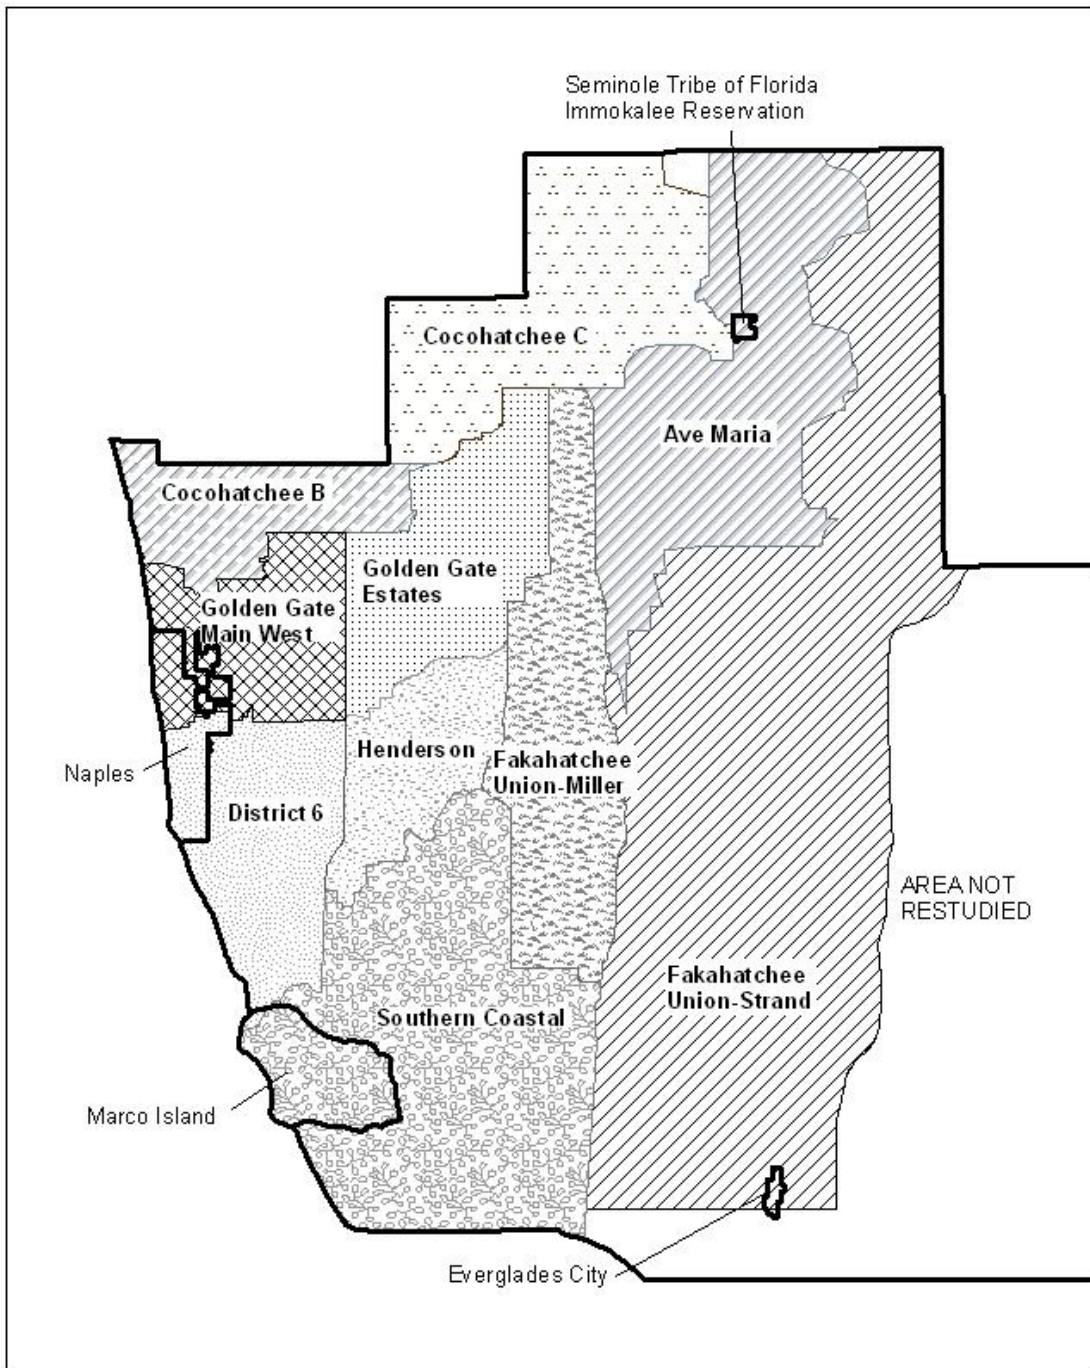 Seminole Tribe of Florida
Immokalee Reservation
Cocohatchee C
Ave Maria
Cocohatchee B
Golden Gate
Estates
Golden Gate
Main West
Henderson
Fakahatchee
Union-Miller
Naples
District 6
AREA NOT
RESTUDIED
Fakahatchee
Union-Strand
Southern Coastal
Marco Island
Everglades City